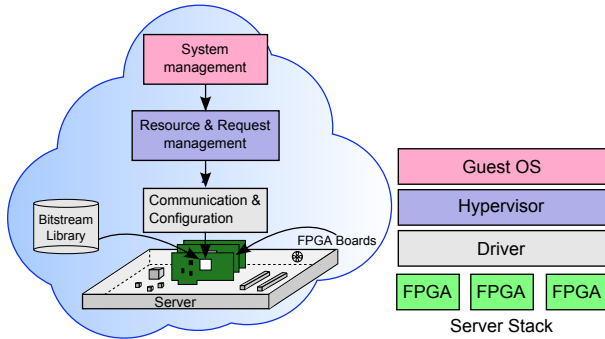 System
management
Resource & Request
management
Communication &
Configuration
Bitstream
Library
FPGA Boards
Server
Guest OS
Hypervisor
Driver
FPGA FPGA FPGA
Server Stack